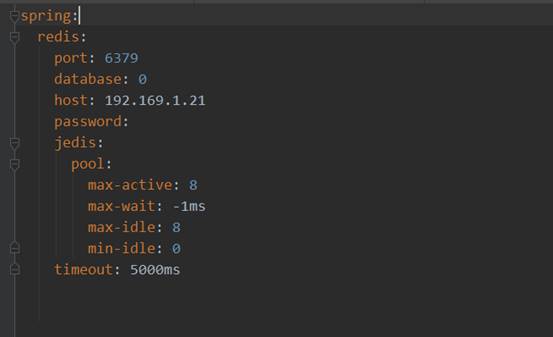 spring:
  redis:
    port: 6379
    database: 0
    host: 192.169.1.21
    password:
    jedis:
      pool:
        max-active: 8
        max-wait: -1ms
        max-idle: 8
        min-idle: 0
    timeout: 5000ms